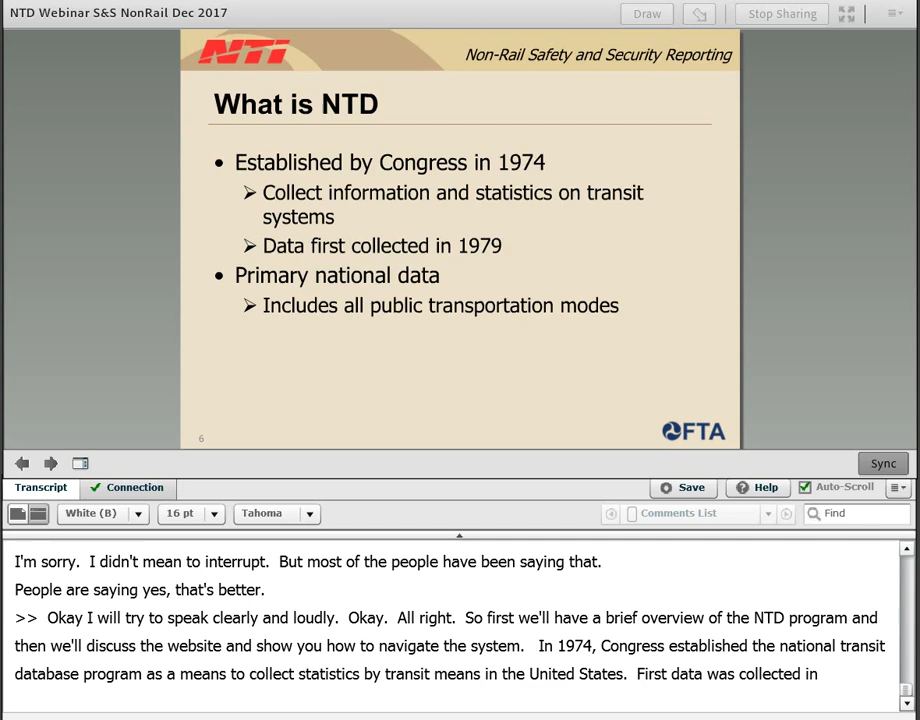 NTD Webinar S&S NonRail Dec 2017
Draw
Stop Sharing
NTI
Non-Rail Safety and Security Reporting
What is NTD
• Established by Congress in 1974
➢ Collect information and statistics on transit
systems
➢ Data first collected in 1979
• Primary national data
➢ Includes all public transportation modes
6
FTA
Sync
Transcript
Connection
Save
Help
Auto-Scroll
White (B)
16 pt
Tahoma
Comments List
Find
I'm sorry.  I didn't mean to interrupt.  But most of the people have been saying that.
People are saying yes, that's better.
>>  Okay I will try to speak clearly and loudly.  Okay.  All right.  So first we'll have a brief overview of the NTD program and
then we'll discuss the website and show you how to navigate the system.   In 1974, Congress established the national transit
database program as a means to collect statistics by transit means in the United States.  First data was collected in